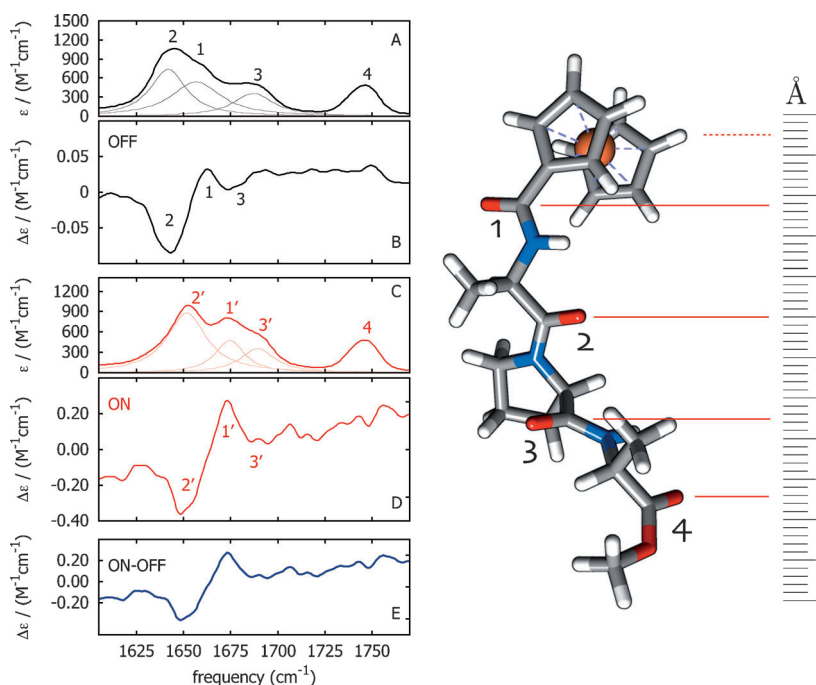 1500
1200
900
600
300
0
ε / (M⁻¹cm⁻¹)
2
1
3
4
A
OFF
0.05
0
-0.05
Δε / (M⁻¹cm⁻¹)
2
1
3
B
1200
900
600
300
0
ε / (M⁻¹cm⁻¹)
2'
1'
3'
4
C
ON
0.20
0.00
-0.20
-0.40
Δε / (M⁻¹cm⁻¹)
2'
1'
3'
D
ON-OFF
0.20
0.00
-0.20
Δε / (M⁻¹cm⁻¹)
E
1625 1650 1675 1700 1725 1750
frequency (cm⁻¹)
Å
1
2
3
4